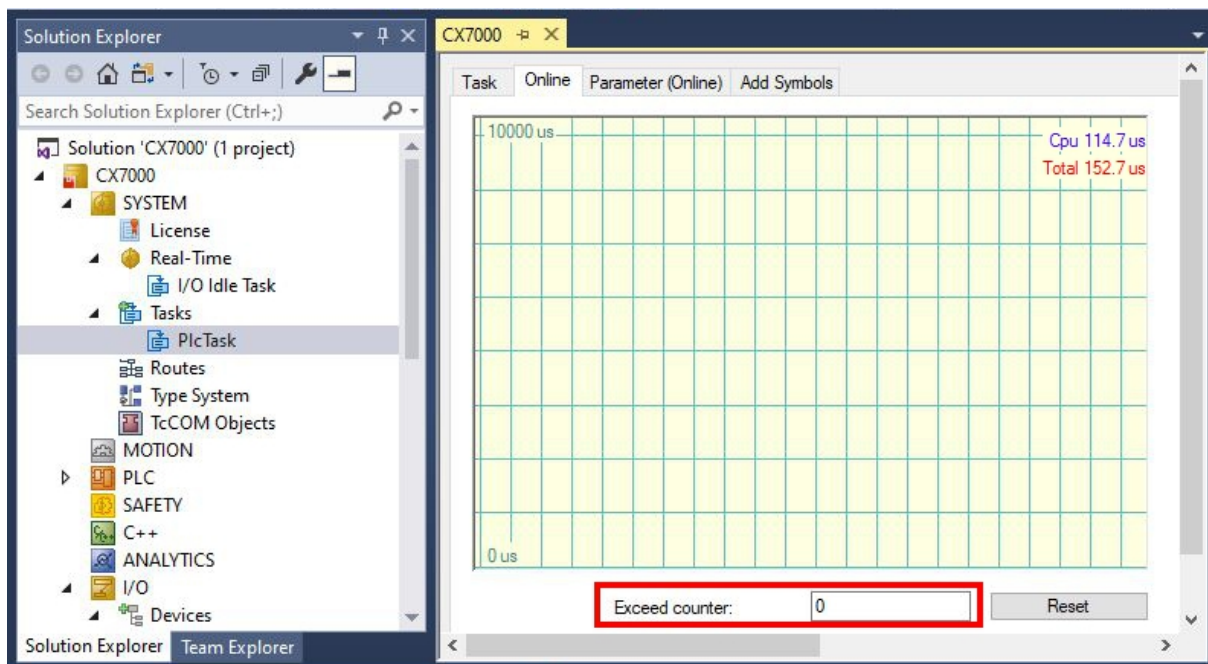 Solution Explorer
Search Solution Explorer (Ctrl+;)
Solution 'CX7000' (1 project)
CX7000
SYSTEM
License
Real-Time
I/O Idle Task
Tasks
PlcTask
Routes
Type System
TcCOM Objects
MOTION
PLC
SAFETY
C++
ANALYTICS
I/O
Devices
Solution Explorer Team Explorer
CX7000
Task Online Parameter (Online) Add Symbols
10000 us
Cpu 114.7 us
Total 152.7 us
0 us
Exceed counter: 0 Reset